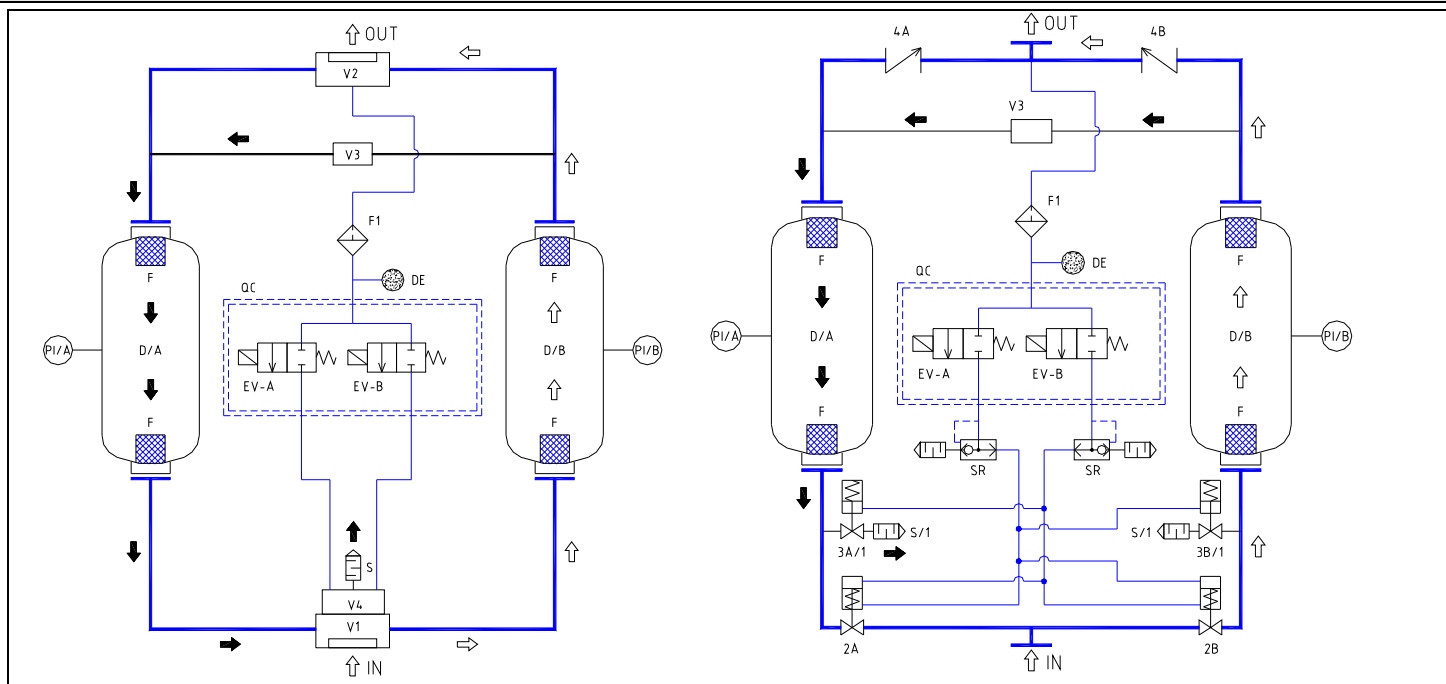 OUT
V2
V3
F1
F
F
DE
QC
PI/A
D/A
D/B
PI/B
EV-A
EV-B
F
F
S
V4
V1
IN
OUT
4A
4B
V3
F1
F
F
DE
QC
PI/A
D/A
D/B
PI/B
EV-A
EV-B
F
F
SR
SR
S/1
S/1
3A/1
3B/1
2A
2B
IN